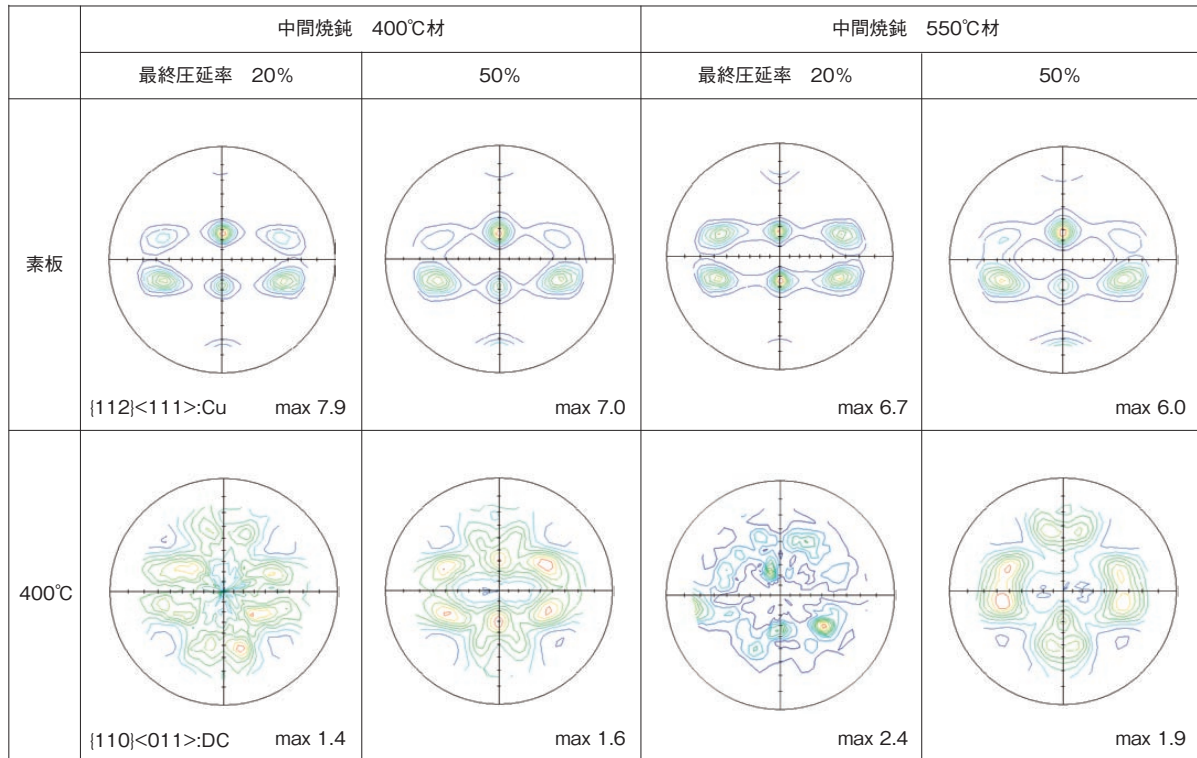 中間焼鈍　400℃材
中間焼鈍　550℃材
最終圧延率　20%
50%
最終圧延率　20%
50%
素板
{112}<111>:Cu
max 7.9
max 7.0
max 6.7
max 6.0
400℃
{110}<011>:DC
max 1.4
max 1.6
max 2.4
max 1.9